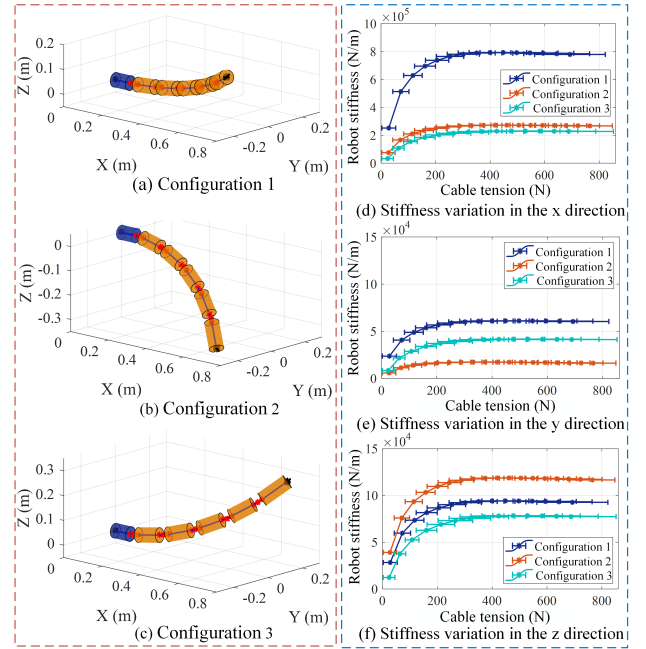 0.2
0.1
0
Z (m)
0
0.2
0.4
0.6
0.8
X (m)
-0.2
0
0.2
Y (m)
(a) Configuration 1
0
-0.1
-0.2
-0.3
Z (m)
0
0.2
0.4
0.6
0.8
X (m)
-0.2
0
0.2
Y (m)
(b) Configuration 2
0.3
0.2
0.1
0
Z (m)
0
0.2
0.4
0.6
0.8
X (m)
-0.2
0
0.2
Y (m)
(c) Configuration 3
×10⁵
10
8
6
4
2
0
Robot stiffness (N/m)
Configuration 1
Configuration 2
Configuration 3
0 200 400 600 800
Cable tension (N)
(d) Stiffness variation in the x direction
×10⁴
15
10
5
0
Robot stiffness (N/m)
Configuration 1
Configuration 2
Configuration 3
0 200 400 600 800
Cable tension (N)
(e) Stiffness variation in the y direction
×10⁴
15
10
5
0
Robot stiffness (N/m)
Configuration 1
Configuration 2
Configuration 3
0 200 400 600 800
Cable tension (N)
(f) Stiffness variation in the z direction